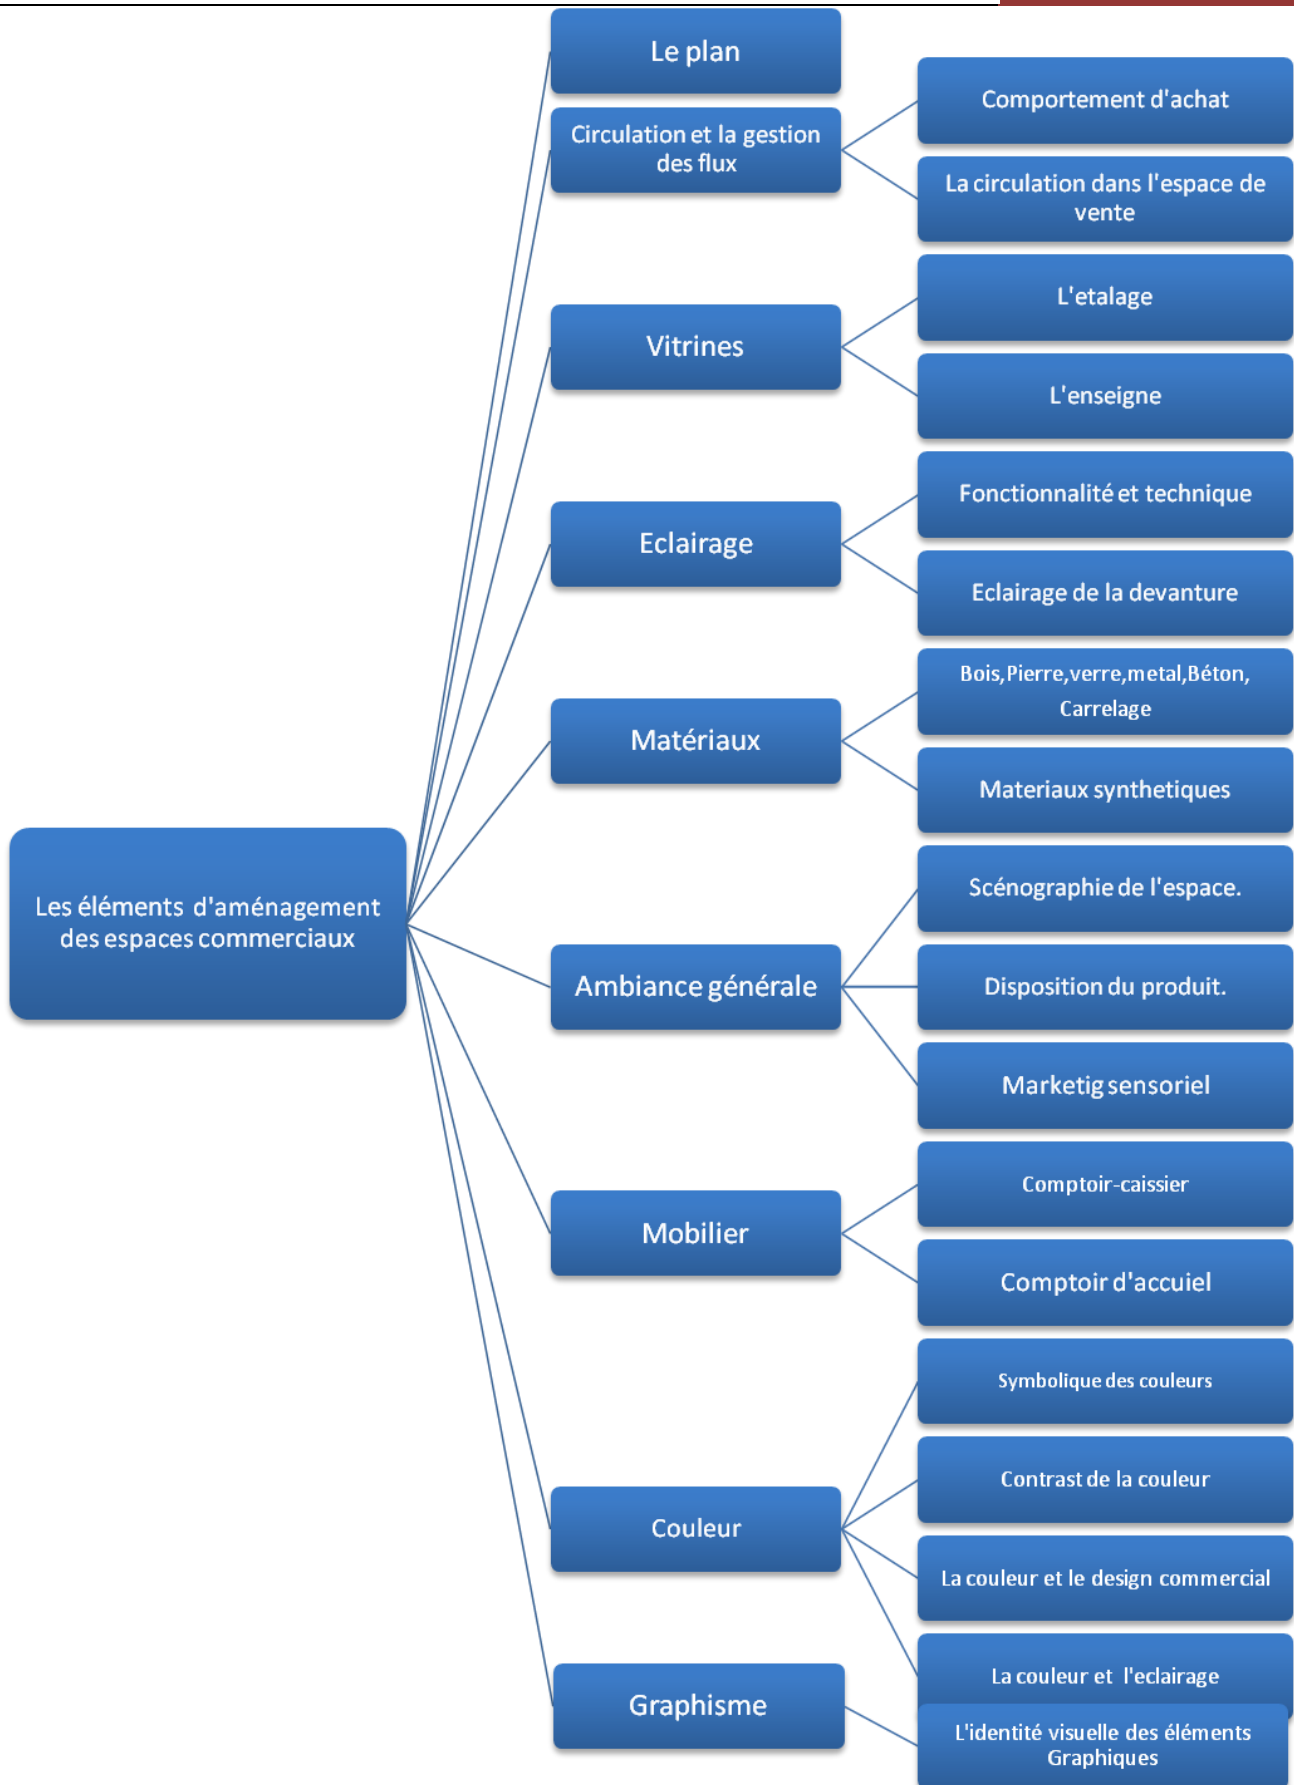 Le plan
Circulation et la gestion
des flux
Comportement d'achat
La circulation dans l'espace de
vente
Vitrines
L'etalage
L'enseigne
Eclairage
Fonctionnalité et technique
Eclairage de la devanture
Matériaux
Bois,Pierre,verre,metal,Béton,
Carrelage
Materiaux synthetiques
Les éléments d'aménagement
des espaces commerciaux
Ambiance générale
Scénographie de l'espace.
Disposition du produit.
Marketig sensoriel
Mobilier
Comptoir-caissier
Comptoir d'accuiel
Couleur
Symbolique des couleurs
Contrast de la couleur
La couleur et le design commercial
La couleur et l'eclairage
Graphisme
L'identité visuelle des éléments
Graphiques